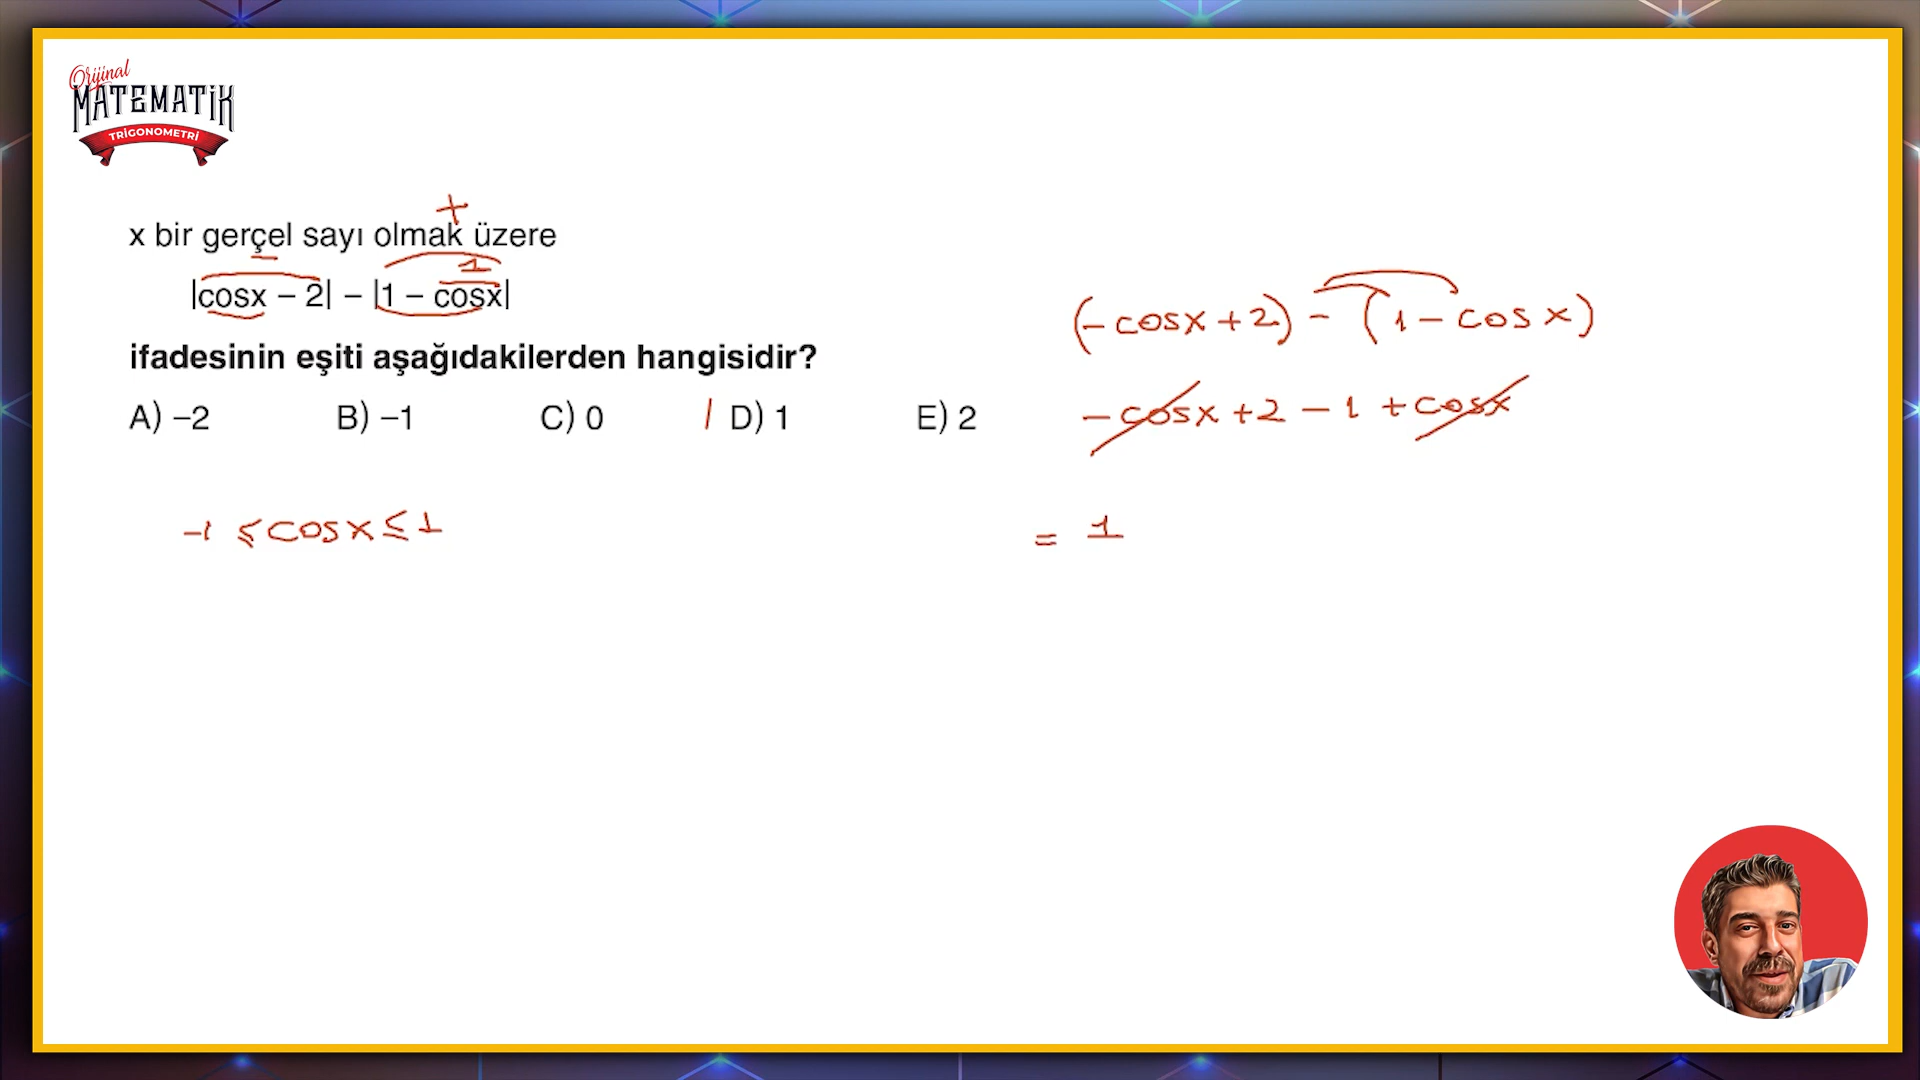 Orijinal
MATEMATİK
TRİGONOMETRİ
x bir gerçel sayı olmak üzere
+
– 1
|cosx – 2| – |1 – cosx|
ifadesinin eşiti aşağıdakilerden hangisidir?
A) –2 B) –1 C) 0 D) 1 E) 2
-1 ≤ cosx ≤ 1
(-cosx+2) - (1-cosx)
-cosx+2-1+cosx
= 1